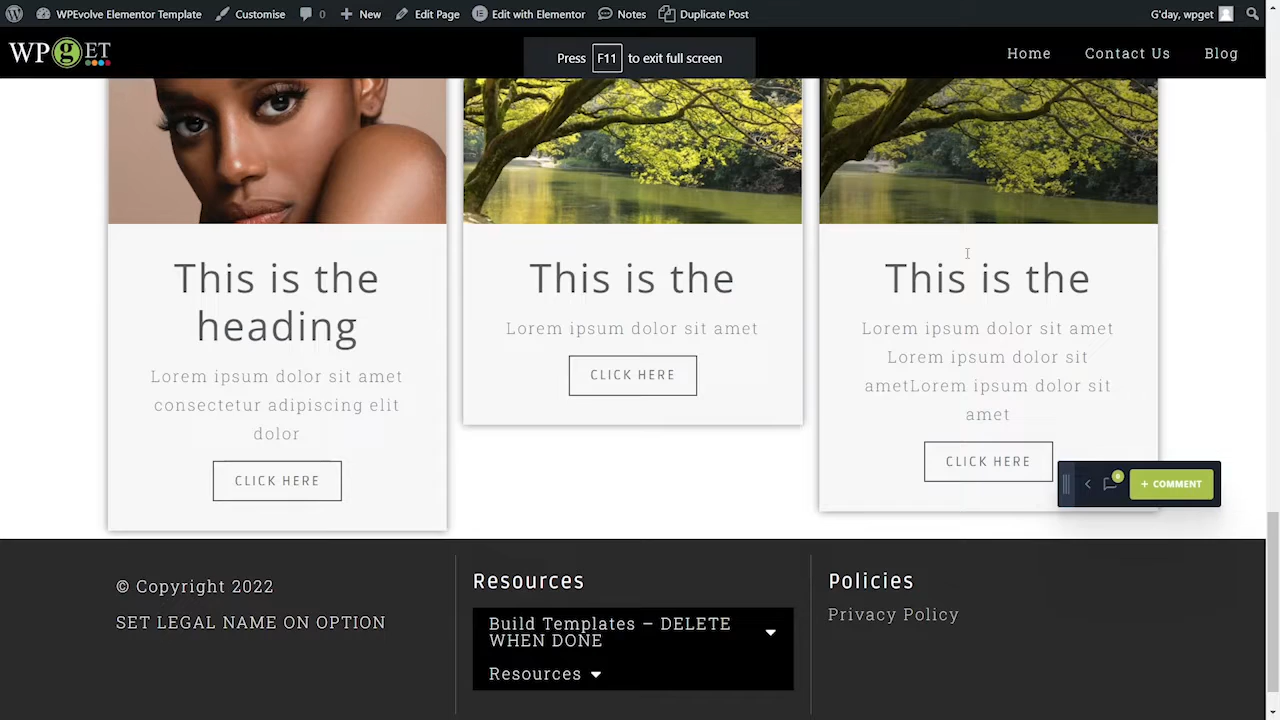 WPEvolve Elementor Template Customise 0 New Edit Page Edit with Elementor Notes Duplicate Post G'day, wpget
WPgET Home Contact Us Blog
Press F11 to exit full screen
This is the
heading
Lorem ipsum dolor sit amet
consectetur adipiscing elit
dolor
CLICK HERE
This is the
Lorem ipsum dolor sit amet
CLICK HERE
This is the
Lorem ipsum dolor sit amet
Lorem ipsum dolor sit
ametLorem ipsum dolor sit
amet
CLICK HERE
0 + COMMENT
© Copyright 2022
SET LEGAL NAME ON OPTION
Resources
Build Templates – DELETE
WHEN DONE
Resources
Policies
Privacy Policy